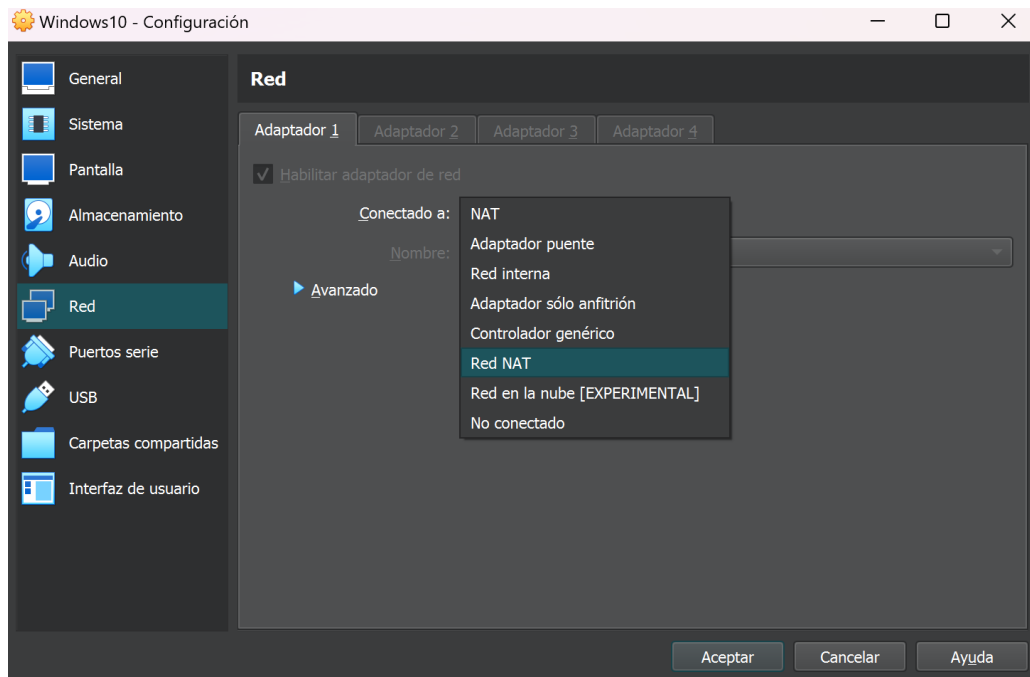 Windows10 - Configuración
General
Sistema
Pantalla
Almacenamiento
Audio
Red
Puertos serie
USB
Carpetas compartidas
Interfaz de usuario
Red
Adaptador 1
Adaptador 2
Adaptador 3
Adaptador 4
Habilitar adaptador de red
Conectado a:
NAT
Adaptador puente
Red interna
Adaptador sólo anfitrión
Controlador genérico
Red NAT
Red en la nube [EXPERIMENTAL]
No conectado
Nombre:
Avanzado
Aceptar
Cancelar
Ayuda